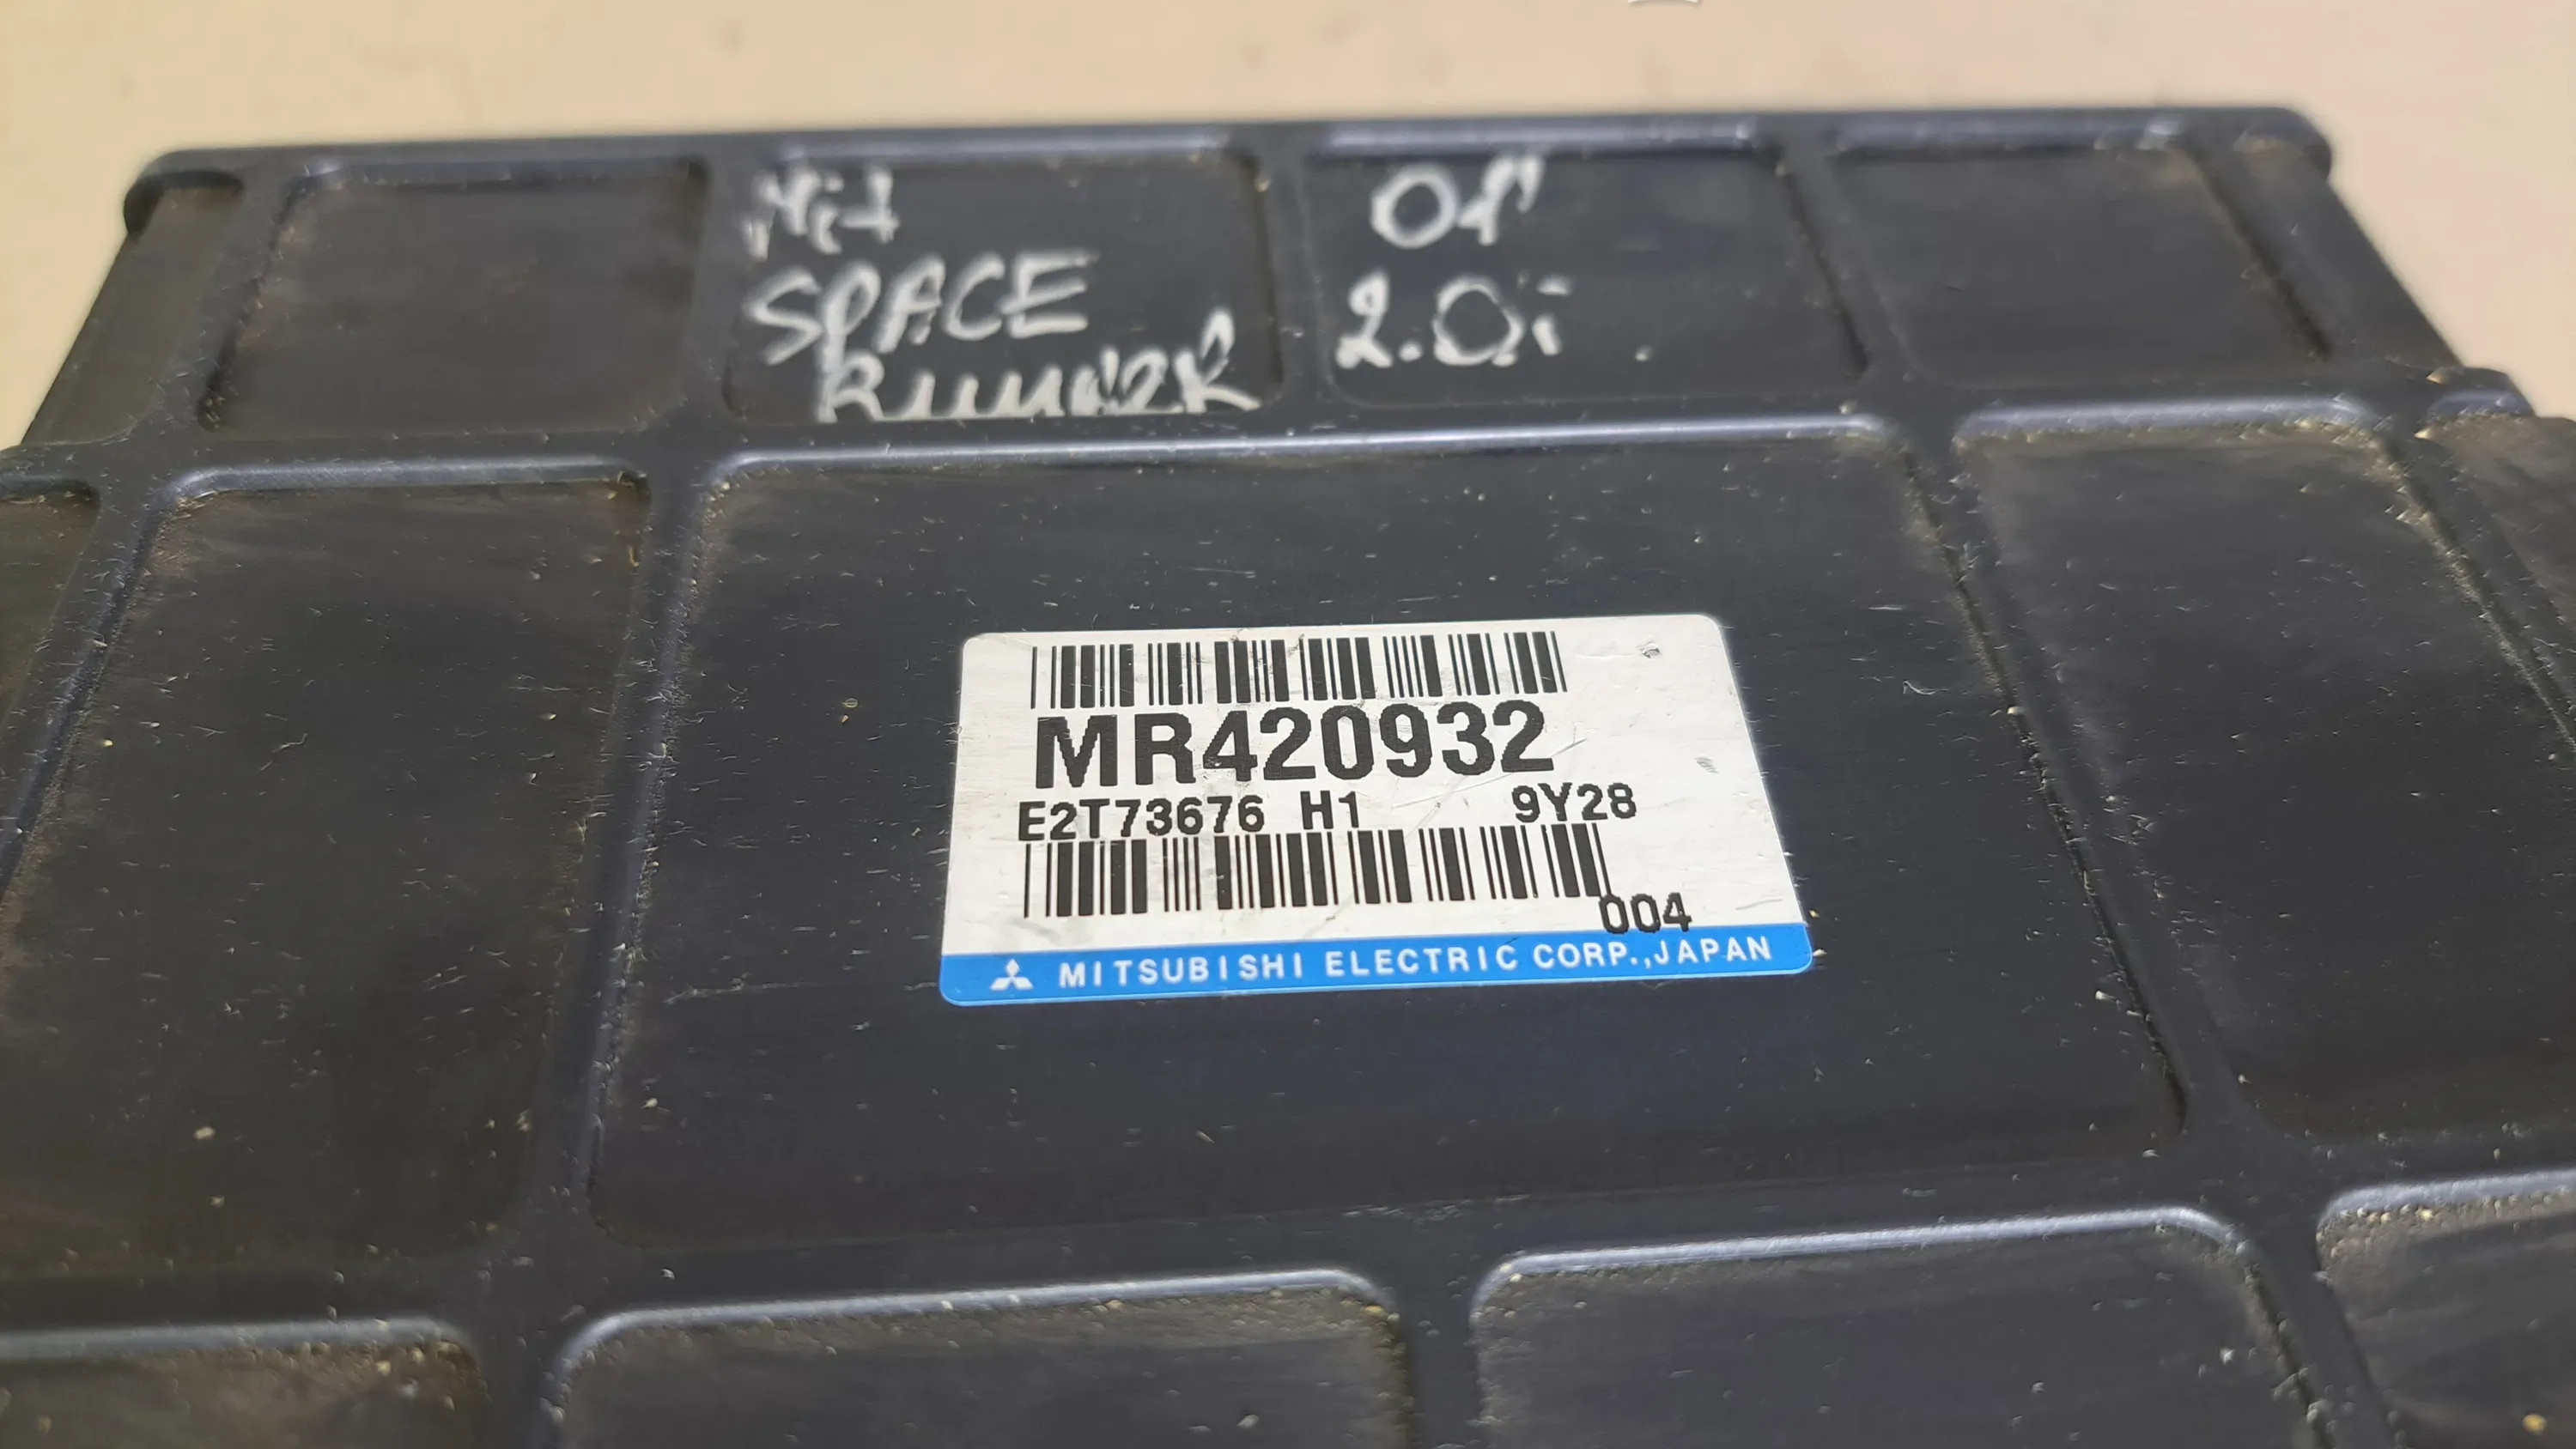 Mit 01'
SPACE 2.0i
RUNNER
MR420932
E2T73676 H1 9Y28
004
MITSUBISHI ELECTRIC CORP.,JAPAN